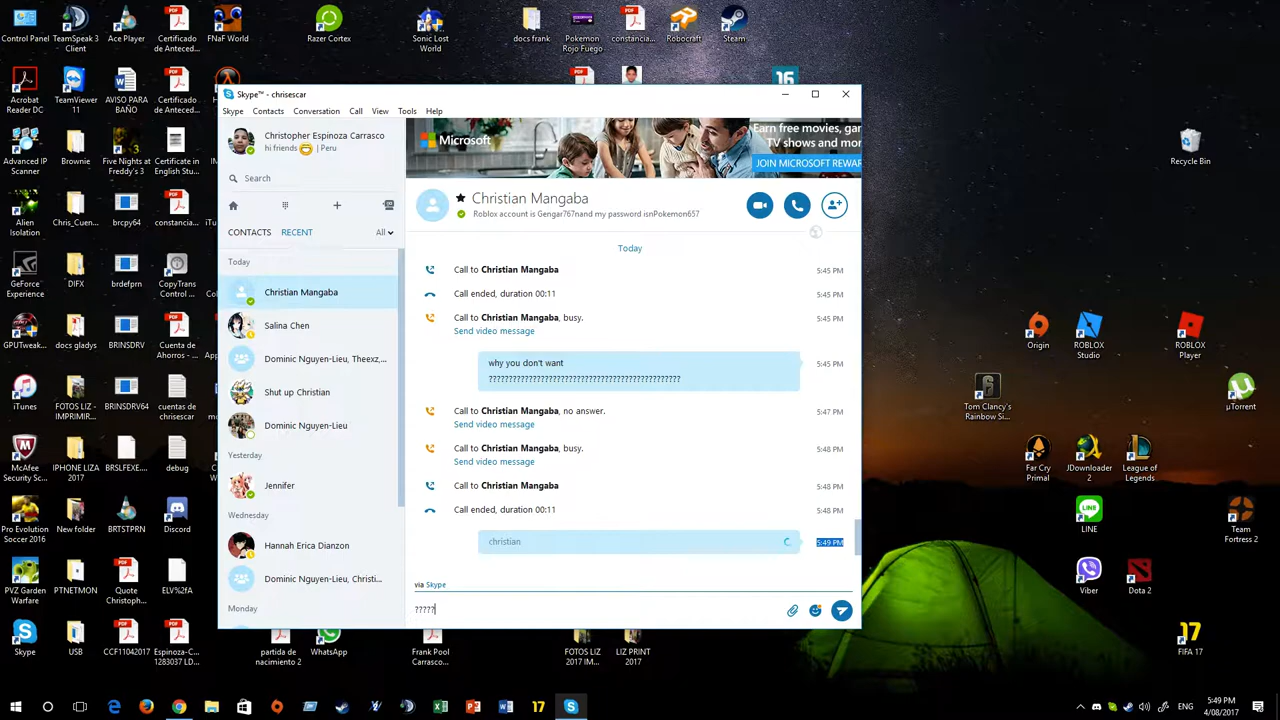 Control Panel
TeamSpeak 3
Client
Ace Player
Certificado
de Anteced...
FNaF World
Razer Cortex
Sonic Lost
World
docs frank
Pokemon
Rojo Fuego
constancia...
Robocraft
Steam
16
Acrobat
Reader DC
TeamViewer
11
AVISO PARA
BAÑO
Certificado
de Anteced...
Advanced IP
Scanner
Brownie
Five Nights at
Freddy's 3
Certificate in
English Stu...
Alien
Isolation
Chris_Cuen...
brcpy64
constancia...
GeForce
Experience
DIFX
brdefprn
CopyTrans
Control ...
GPUTweak...
docs gladys
BRINSDRV
Cuenta de
Ahorros - ...
iTunes
FOTOS LIZ -
IMPRIMIR...
BRINSDRV64
cuentas de
chrisescar
McAfee
Security Sc...
IPHONE LIZA
2017
BRSLFEXE...
debug
Pro Evolution
Soccer 2016
New folder
BRTSTPRN
Discord
PVZ Garden
Warfare
PTNETMON
Quote
Christoph...
ELV%2fa
Skype
USB
CCF11042017
Espinoza-C...
1283037 LD...
partida de
nacimiento 2
WhatsApp
Frank Pool
Carrasco...
FOTOS LIZ
2017 IM...
LIZ PRINT
2017
Skype™ - chrisescar
Skype Contacts Conversation Call View Tools Help
Christopher Espinoza Carrasco
hi friends | Peru
Search
CONTACTS RECENT All
Today
Christian Mangaba
Salina Chen
Dominic Nguyen-Lieu, Theexz,...
Shut up Christian
Dominic Nguyen-Lieu
Yesterday
Jennifer
Wednesday
Hannah Erica Dianzon
Dominic Nguyen-Lieu, Christi...
Monday
Microsoft
Earn free movies, gam
TV shows and mor
JOIN MICROSOFT REWAR
Christian Mangaba
Roblox account is Gengar767nand my password isnPokemon657
Today
Call to Christian Mangaba 5:45 PM
Call ended, duration 00:11 5:45 PM
Call to Christian Mangaba, busy. 5:45 PM
Send video message
why you don't want 5:45 PM
????????????????????????????????????????????????
Call to Christian Mangaba, no answer. 5:47 PM
Send video message
Call to Christian Mangaba, busy. 5:48 PM
Send video message
Call to Christian Mangaba 5:48 PM
Call ended, duration 00:11 5:48 PM
christian 5:49 PM
via Skype
?????
Recycle Bin
Origin
ROBLOX
Studio
ROBLOX
Player
Tom Clancy's
Rainbow Si...
µTorrent
Far Cry
Primal
JDownloader
2
League of
Legends
LINE
Team
Fortress 2
Viber
Dota 2
17
FIFA 17
17
ENG
5:49 PM
4/08/2017